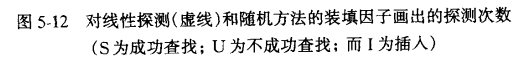 图 5-12 对线性探测(虚线)和随机方法的装填因子画出的探测次数
(S为成功查找；U为不成功查找；而I为插入)